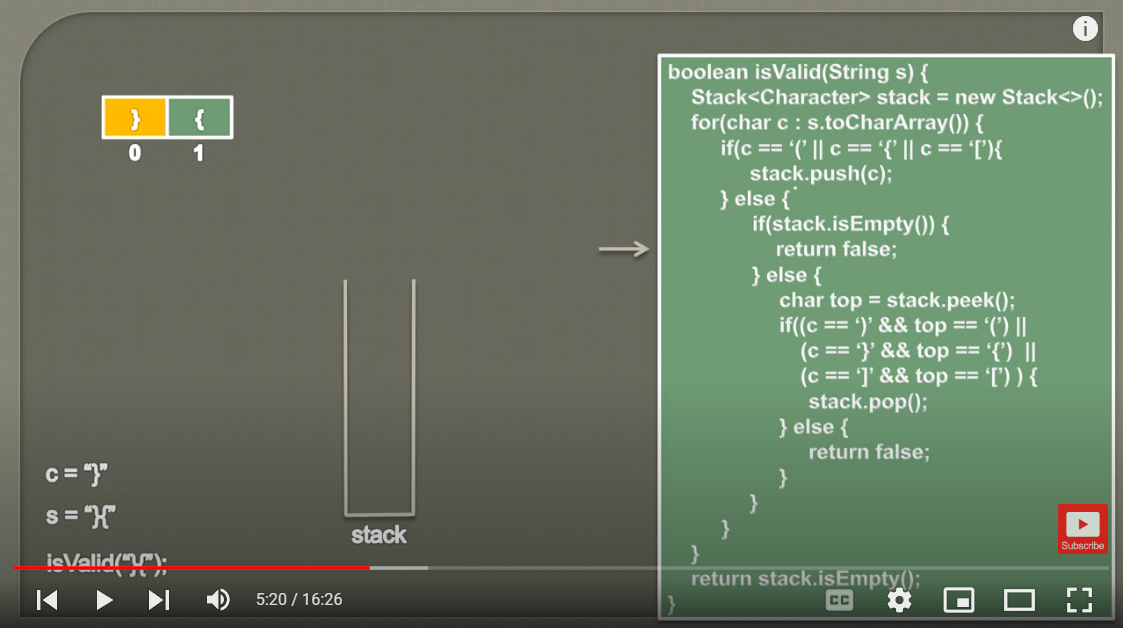 } {
0 1
c = “}”
s = “}{”
isValid(“}{”);
stack
boolean isValid(String s) {
Stack<Character> stack = new Stack<>();
for(char c : s.toCharArray()) {
if(c == ‘(’ || c == ‘{’ || c == ‘[’){
stack.push(c);
} else {
if(stack.isEmpty()) {
return false;
} else {
char top = stack.peek();
if((c == ‘)’ && top == ‘(’) ||
(c == ‘}’ && top == ‘{’) ||
(c == ‘]’ && top == ‘[’) ) {
stack.pop();
} else {
return false;
}
}
}
}
return stack.isEmpty();
}
i
Subscribe
5:20 / 16:26
CC